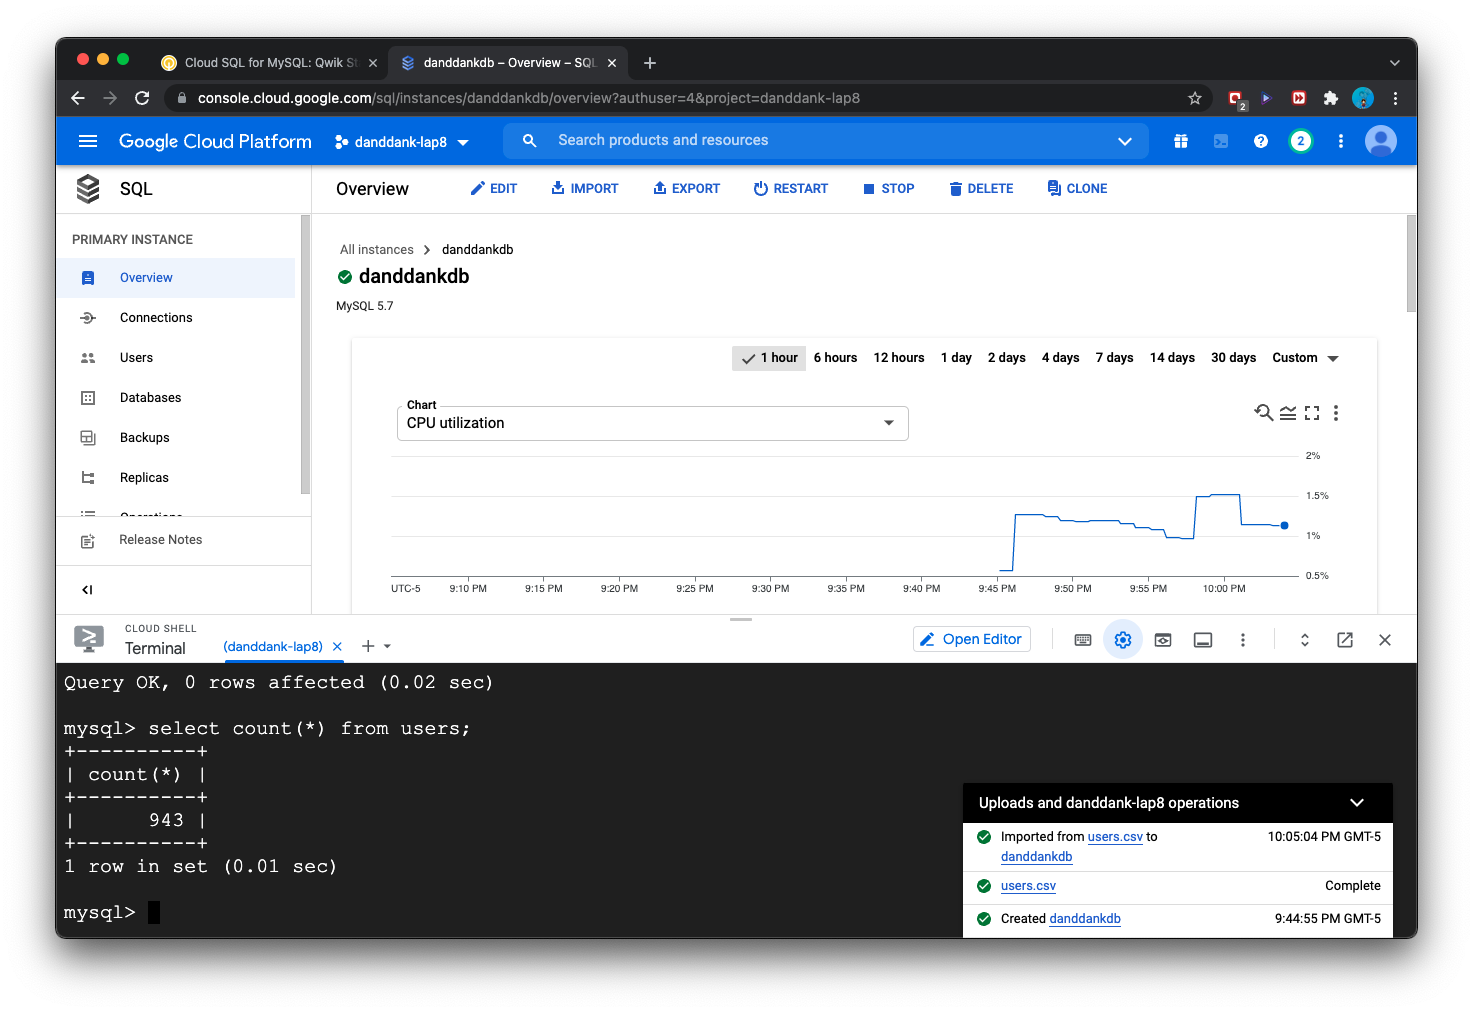 Cloud SQL for MySQL: Qwik St
danddankdb – Overview – SQL
console.cloud.google.com/sql/instances/danddankdb/overview?authuser=4&project=danddank-lap8
2
Google Cloud Platform
danddank-lap8
Search products and resources
2
SQL
Overview
EDIT
IMPORT
EXPORT
RESTART
STOP
DELETE
CLONE
PRIMARY INSTANCE
Overview
Connections
Users
Databases
Backups
Replicas
Operations
Release Notes
All instances > danddankdb
danddankdb
MySQL 5.7
1 hour 6 hours 12 hours 1 day 2 days 4 days 7 days 14 days 30 days Custom
Chart
CPU utilization
2%
1.5%
1%
0.5%
UTC-5 9:10 PM 9:15 PM 9:20 PM 9:25 PM 9:30 PM 9:35 PM 9:40 PM 9:45 PM 9:50 PM 9:55 PM 10:00 PM
CLOUD SHELL
Terminal
(danddank-lap8)
Open Editor
Query OK, 0 rows affected (0.02 sec)
mysql> select count(*) from users;
+----------+
| count(*) |
+----------+
|      943 |
+----------+
1 row in set (0.01 sec)
mysql>
Uploads and danddank-lap8 operations
Imported from users.csv to 10:05:04 PM GMT-5
danddankdb
users.csv Complete
Created danddankdb 9:44:55 PM GMT-5